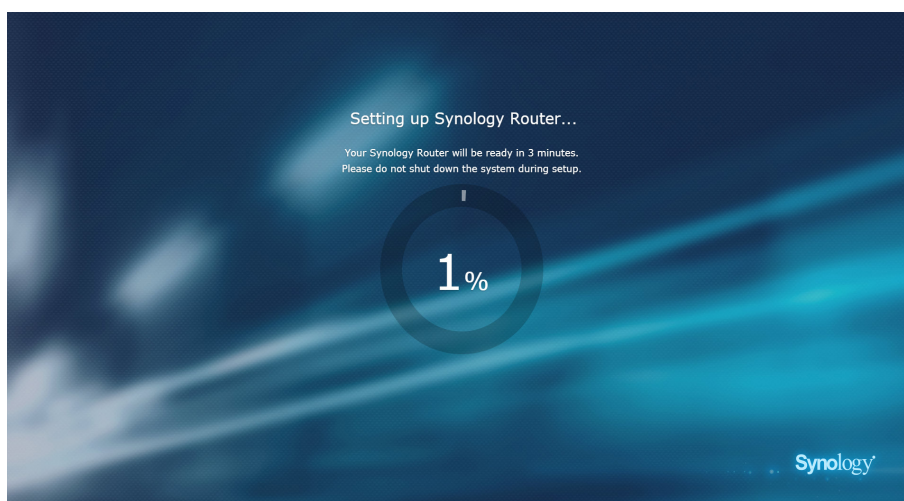 Setting up Synology Router...
Your Synology Router will be ready in 3 minutes.
Please do not shut down the system during setup.
1%
Synology